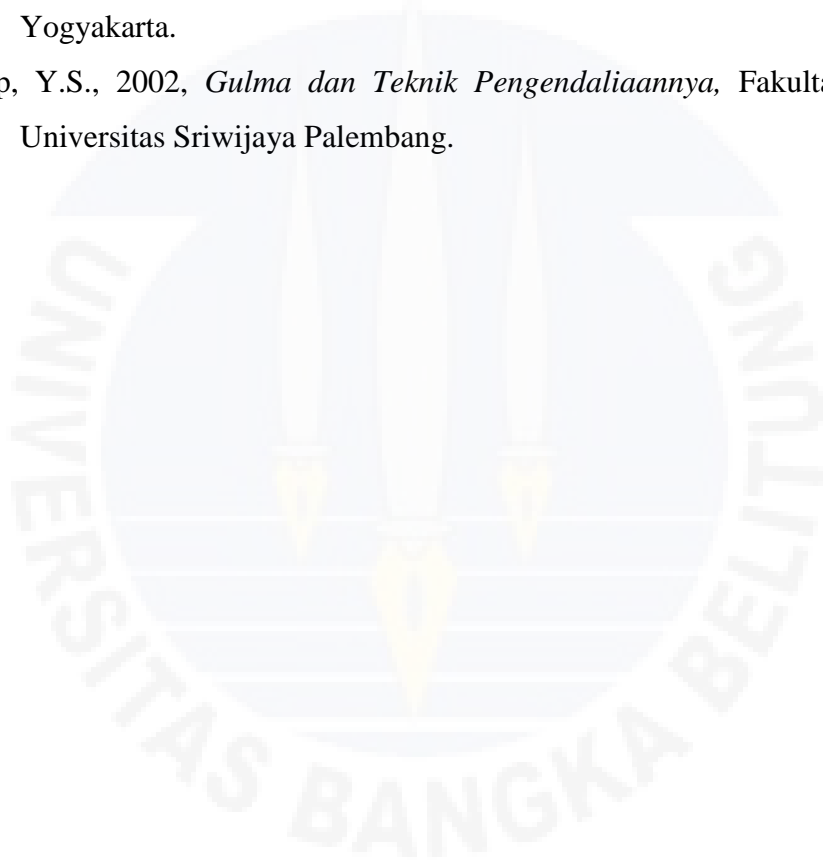 Yogyakarta.
p, Y.S., 2002, Gulma dan Teknik Pengendaliaannya, Fakulta
Universitas Sriwijaya Palembang.
UNIVERSITAS BANGKA BELITUNG